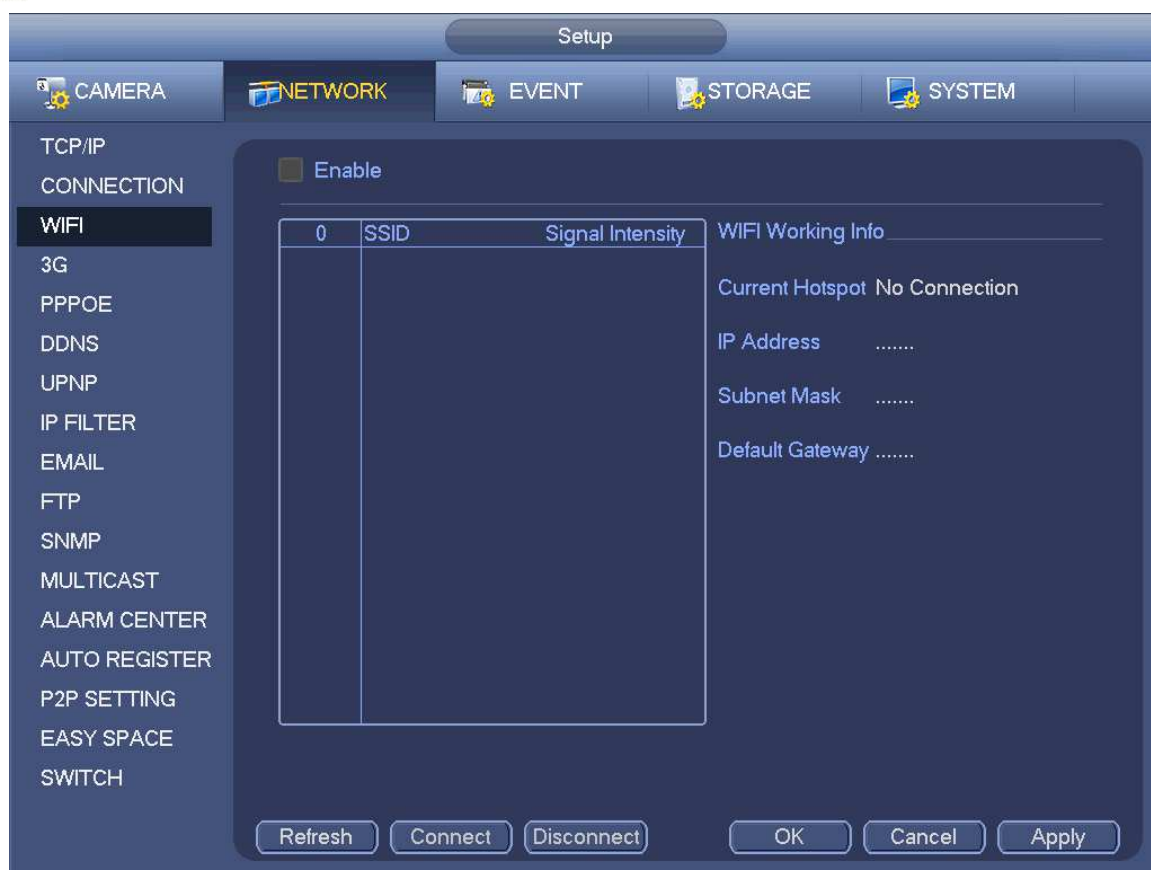 Setup
CAMERA NETWORK EVENT STORAGE SYSTEM
TCP/IP
CONNECTION
WIFI
3G
PPPOE
DDNS
UPNP
IP FILTER
EMAIL
FTP
SNMP
MULTICAST
ALARM CENTER
AUTO REGISTER
P2P SETTING
EASY SPACE
SWITCH
Enable
0 SSID Signal Intensity
WIFI Working Info
Current Hotspot No Connection
IP Address .......
Subnet Mask .......
Default Gateway .......
Refresh Connect Disconnect OK Cancel Apply